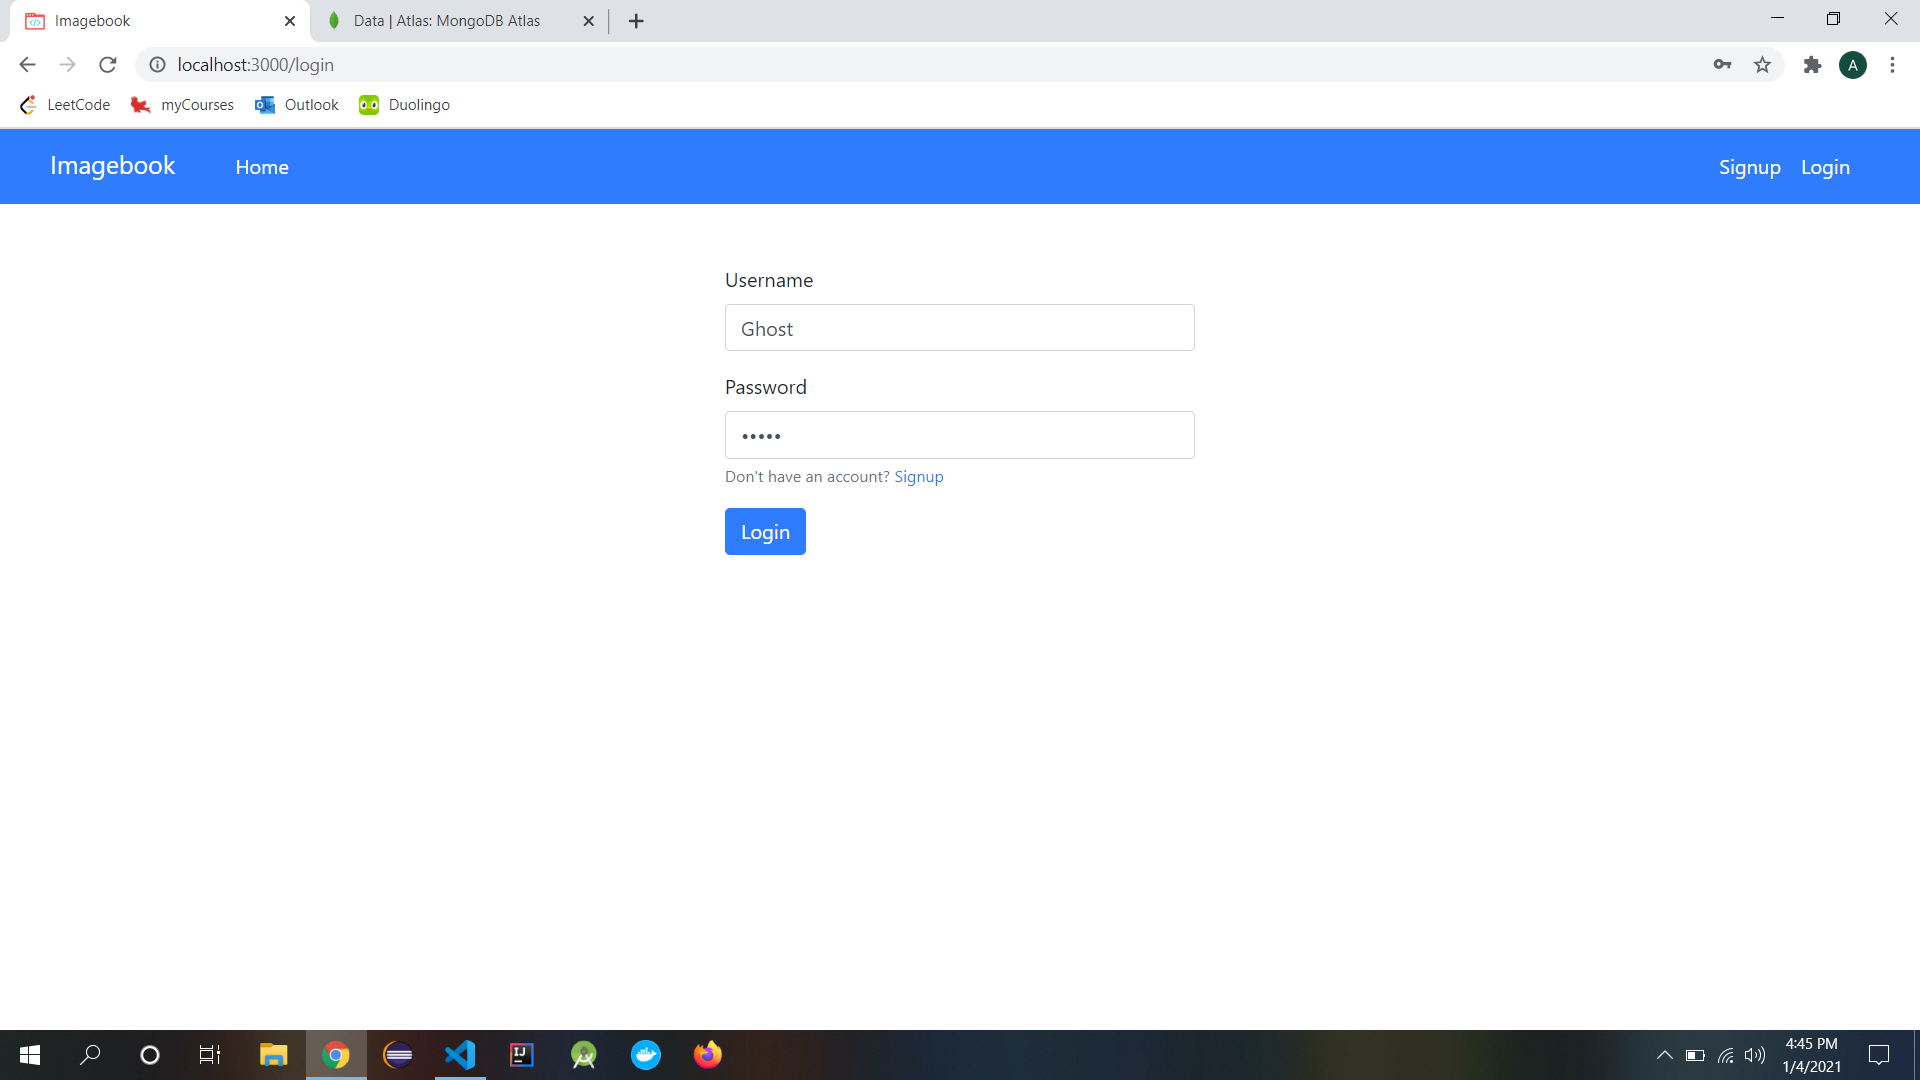 Imagebook
Data | Atlas: MongoDB Atlas
localhost:3000/login
A
LeetCode
myCourses
Outlook
Duolingo
Imagebook
Home
Signup
Login
Username
Ghost
Password
•••••
Don't have an account? Signup
Login
IJ
4:45 PM
1/4/2021